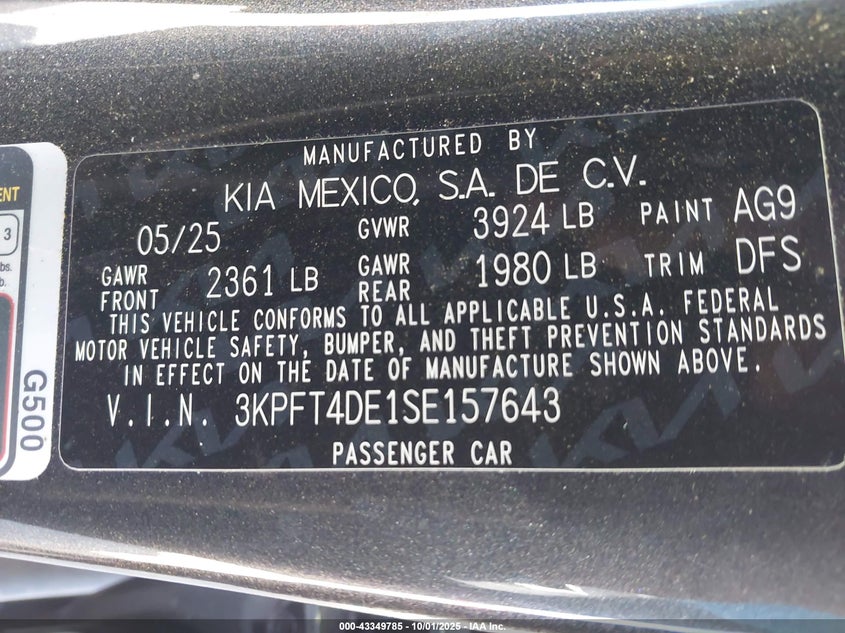 MANUFACTURED BY
KIA MEXICO, S.A. DE C.V.
05/25 GVWR 3924 LB PAINT AG9
GAWR FRONT 2361 LB GAWR REAR 1980 LB TRIM DFS
THIS VEHICLE CONFORMS TO ALL APPLICABLE U.S.A. FEDERAL
MOTOR VEHICLE SAFETY, BUMPER, AND THEFT PREVENTION STANDARDS
IN EFFECT ON THE DATE OF MANUFACTURE SHOWN ABOVE.
V.I.N. 3KPFT4DE1SE157643
PASSENGER CAR
3
G500
000-43349785 - 10/01/2025 - IAA Inc.